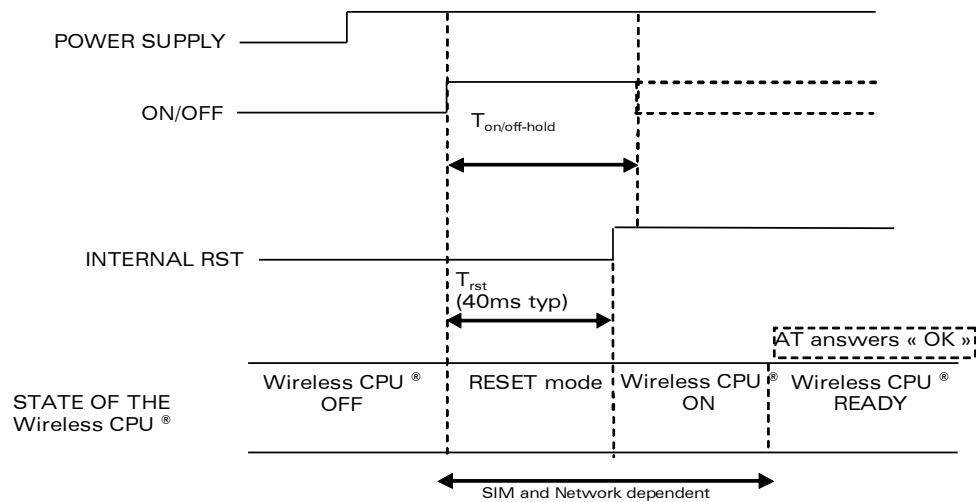 POWER SUPPLY
ON/OFF
Ton/off-hold
INTERNAL RST
Trst
(40ms typ)
AT answers « OK »
STATE OF THE
Wireless CPU ®
Wireless CPU ®
OFF
RESET mode
Wireless CPU ®
ON
Wireless CPU ®
READY
SIM and Network dependent